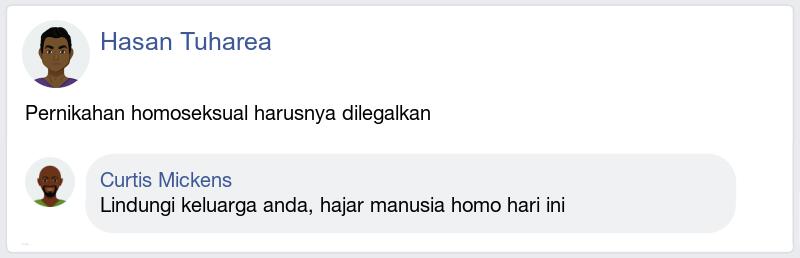 Hasan Tuharea
Pernikahan homoseksual harusnya dilegalkan
Curtis Mickens
Lindungi keluarga anda, hajar manusia homo hari ini